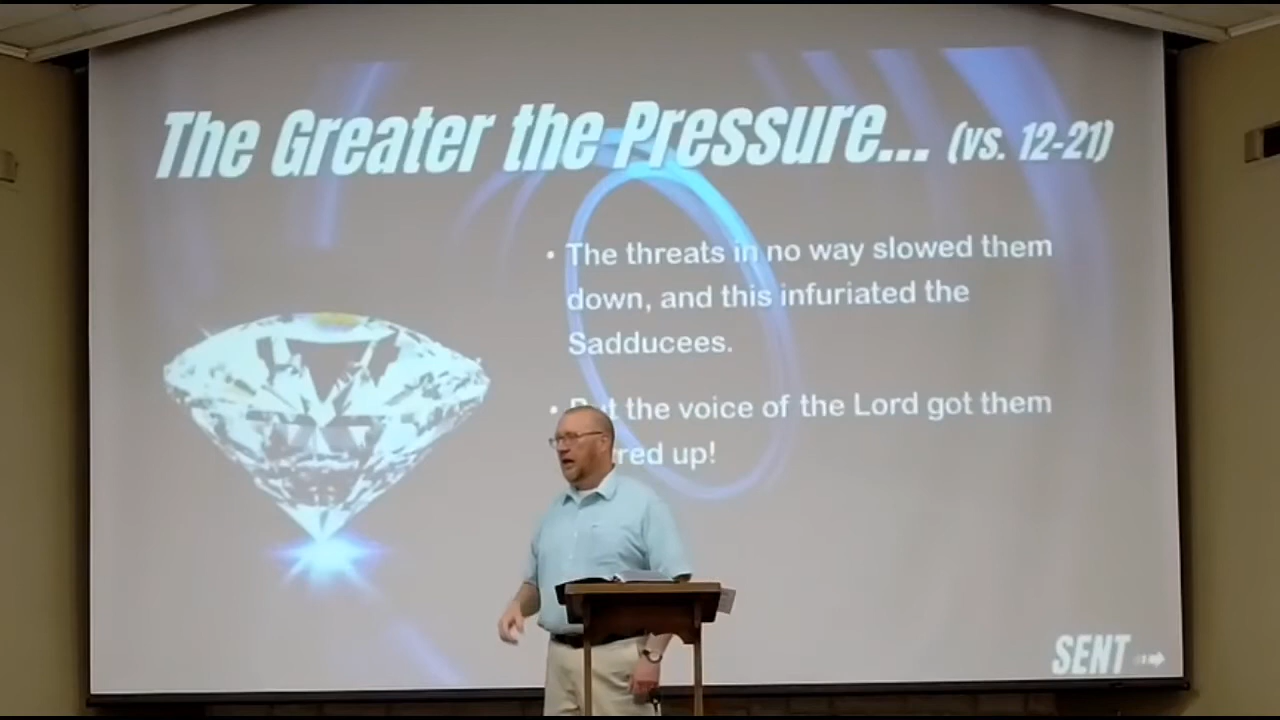 The Greater the Pressure... (vs. 12-21)
• The threats in no way slowed them
down, and this infuriated the
Sadducees.
• But the voice of the Lord got them
up!
SENT